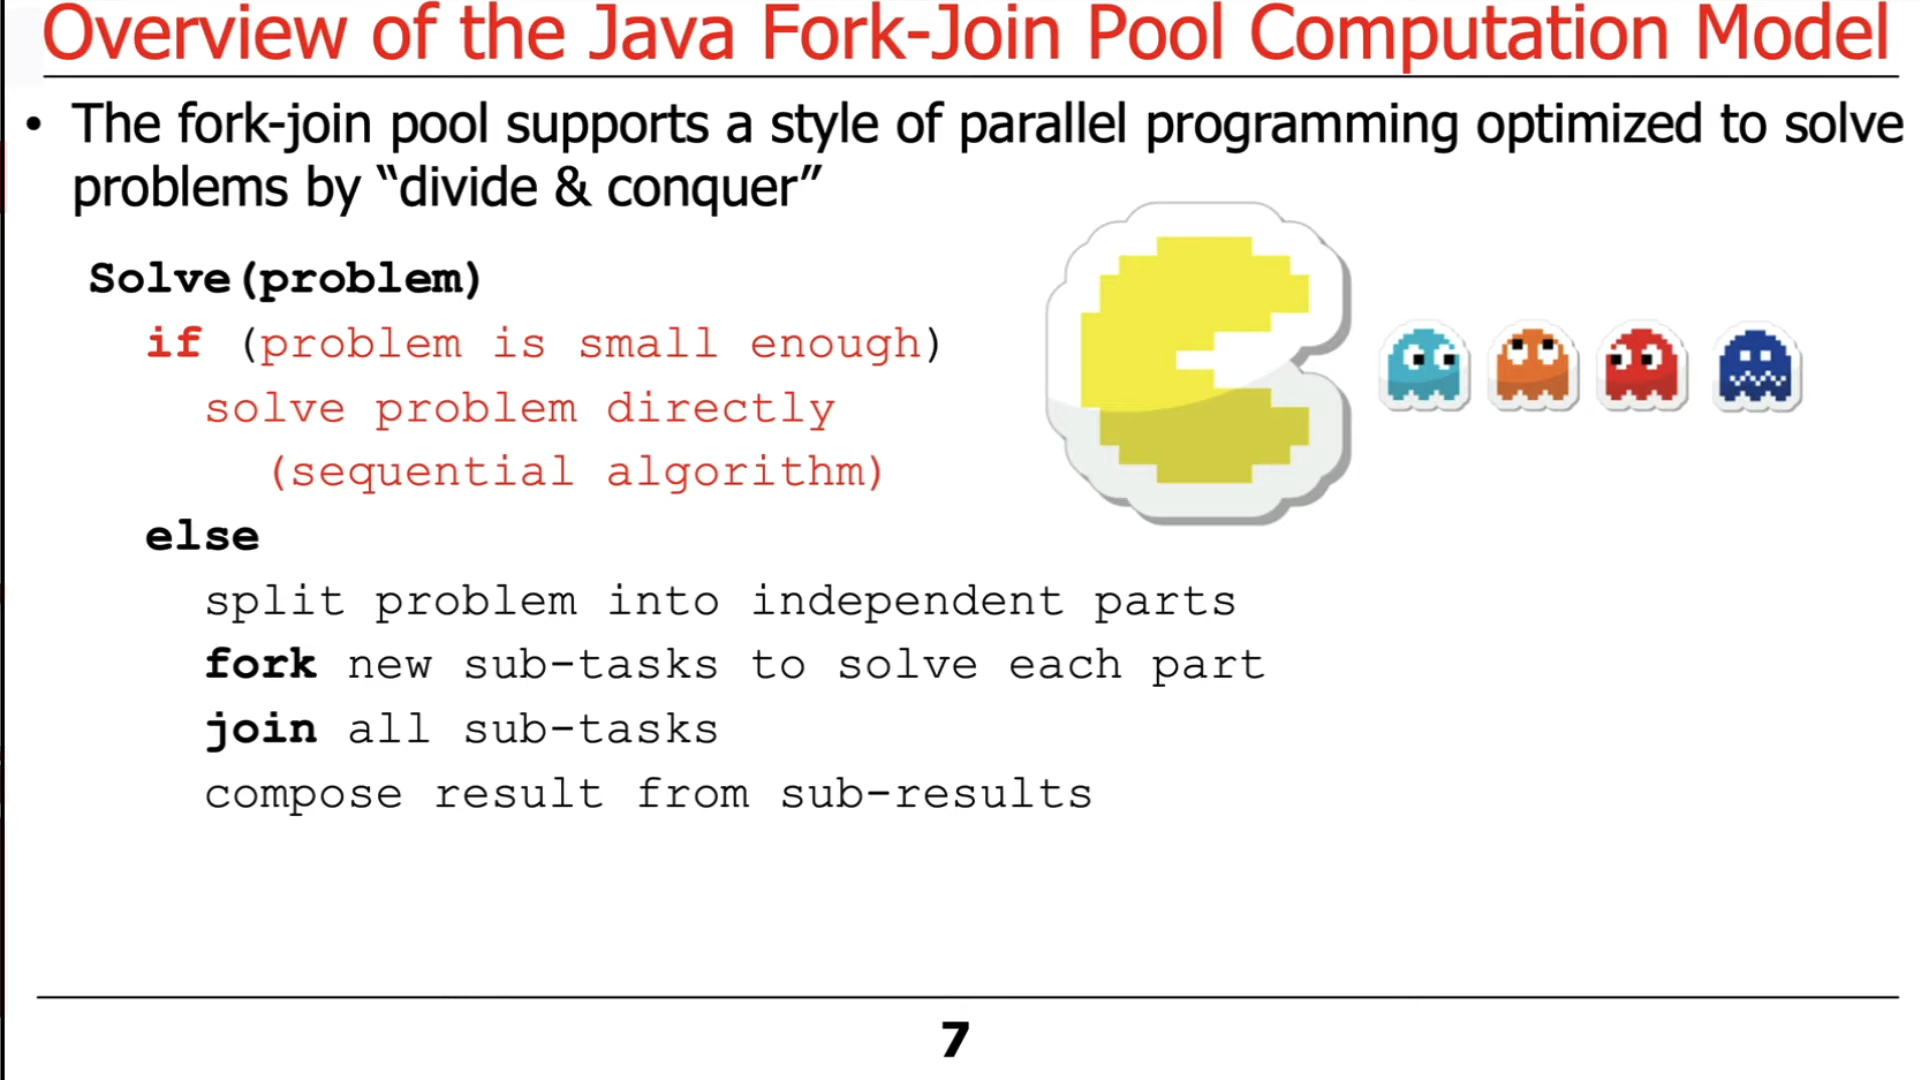 Overview of the Java Fork-Join Pool Computation Model
• The fork-join pool supports a style of parallel programming optimized to solve
problems by “divide & conquer”
Solve(problem)
if (problem is small enough)
solve problem directly
(sequential algorithm)
else
split problem into independent parts
fork new sub-tasks to solve each part
join all sub-tasks
compose result from sub-results
7